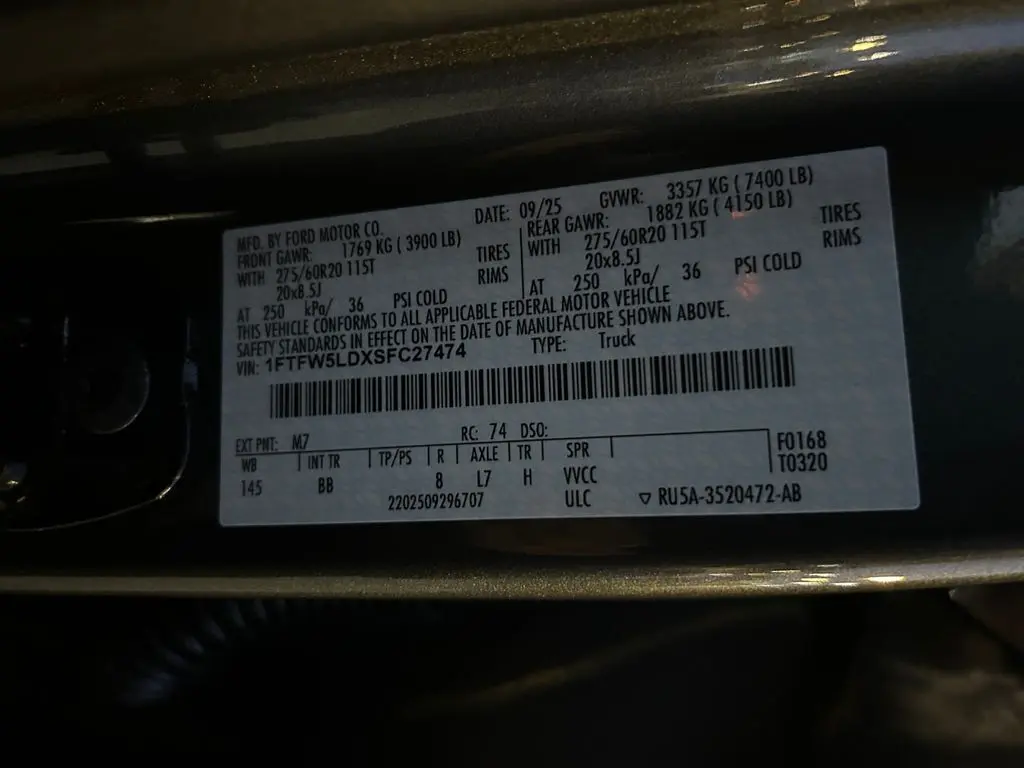 MFD. BY FORD MOTOR CO. DATE: 09/25 GVWR: 3357 KG ( 7400 LB)
FRONT GAWR: 1769 KG ( 3900 LB) REAR GAWR: 1882 KG ( 4150 LB)
WITH 275/60R20 115T TIRES WITH 275/60R20 115T TIRES
20x8.5J RIMS 20x8.5J RIMS
AT 250 kPa/ 36 PSI COLD AT 250 kPa/ 36 PSI COLD
THIS VEHICLE CONFORMS TO ALL APPLICABLE FEDERAL MOTOR VEHICLE
SAFETY STANDARDS IN EFFECT ON THE DATE OF MANUFACTURE SHOWN ABOVE.
VIN: 1FTFW5LDXSFC27474 TYPE: Truck
EXT PNT: M7 RC: 74 DSO:
WB INT TR TP/PS R AXLE TR SPR F0168
145 BB 8 L7 H VVCC T0320
2202509296707 ULC ▽ RU5A-3520472-AB